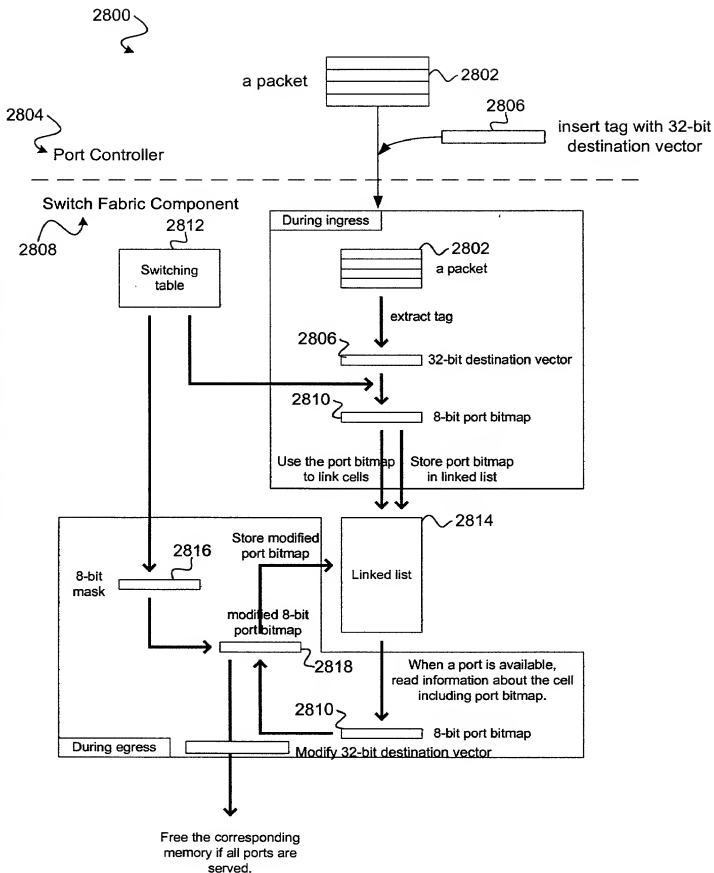 2800
2802
a packet
2804
2806
insert tag with 32-bit
destination vector
Port Controller
Switch Fabric Component
2808
2812
Switching
table
During ingress
2802
a packet
extract tag
2806
32-bit destination vector
2810
8-bit port bitmap
Use the port bitmap
to link cells
Store port bitmap
in linked list
2814
Linked list
2816
8-bit
mask
Store modified
port bitmap
modified 8-bit
port bitmap
2818
When a port is available,
read information about the cell
including port bitmap.
2810
8-bit port bitmap
During egress
Modify 32-bit destination vector
Free the corresponding
memory if all ports are
served.